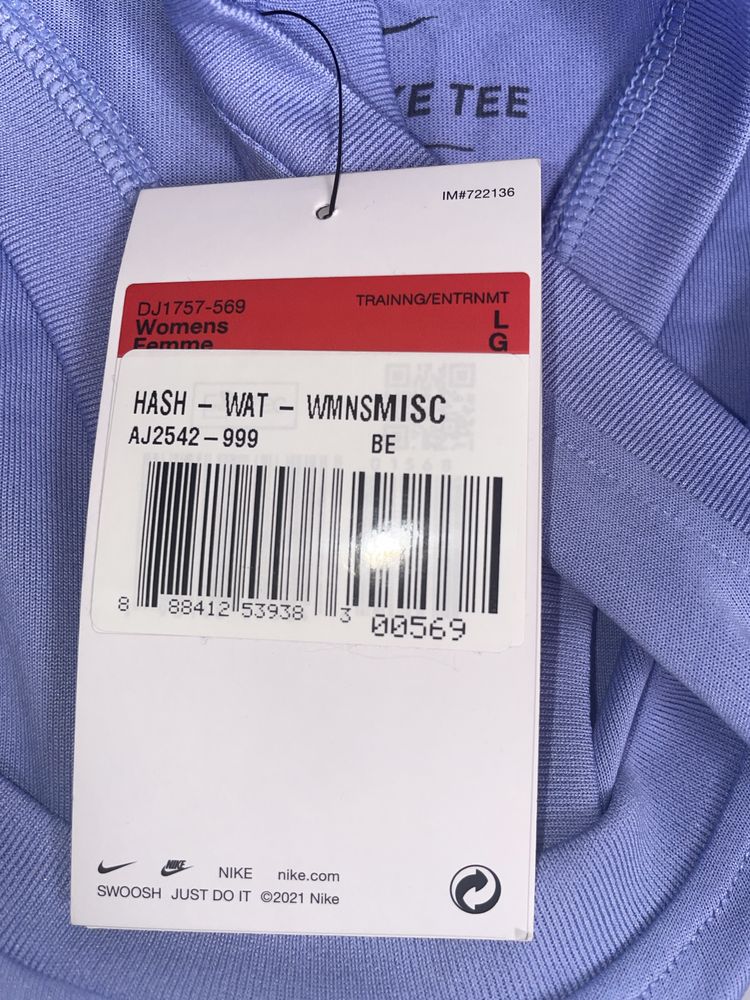 TEE
IM#722136
DJ1757-569
TRAINNG/ENTRNMT
Womens
L
Femme
G
HASH - WAT - WMNSMISC
AJ2542-999
BE
8 88412 53938 3
00569
NIKE
NIKE nike.com
SWOOSH JUST DO IT ©2021 Nike